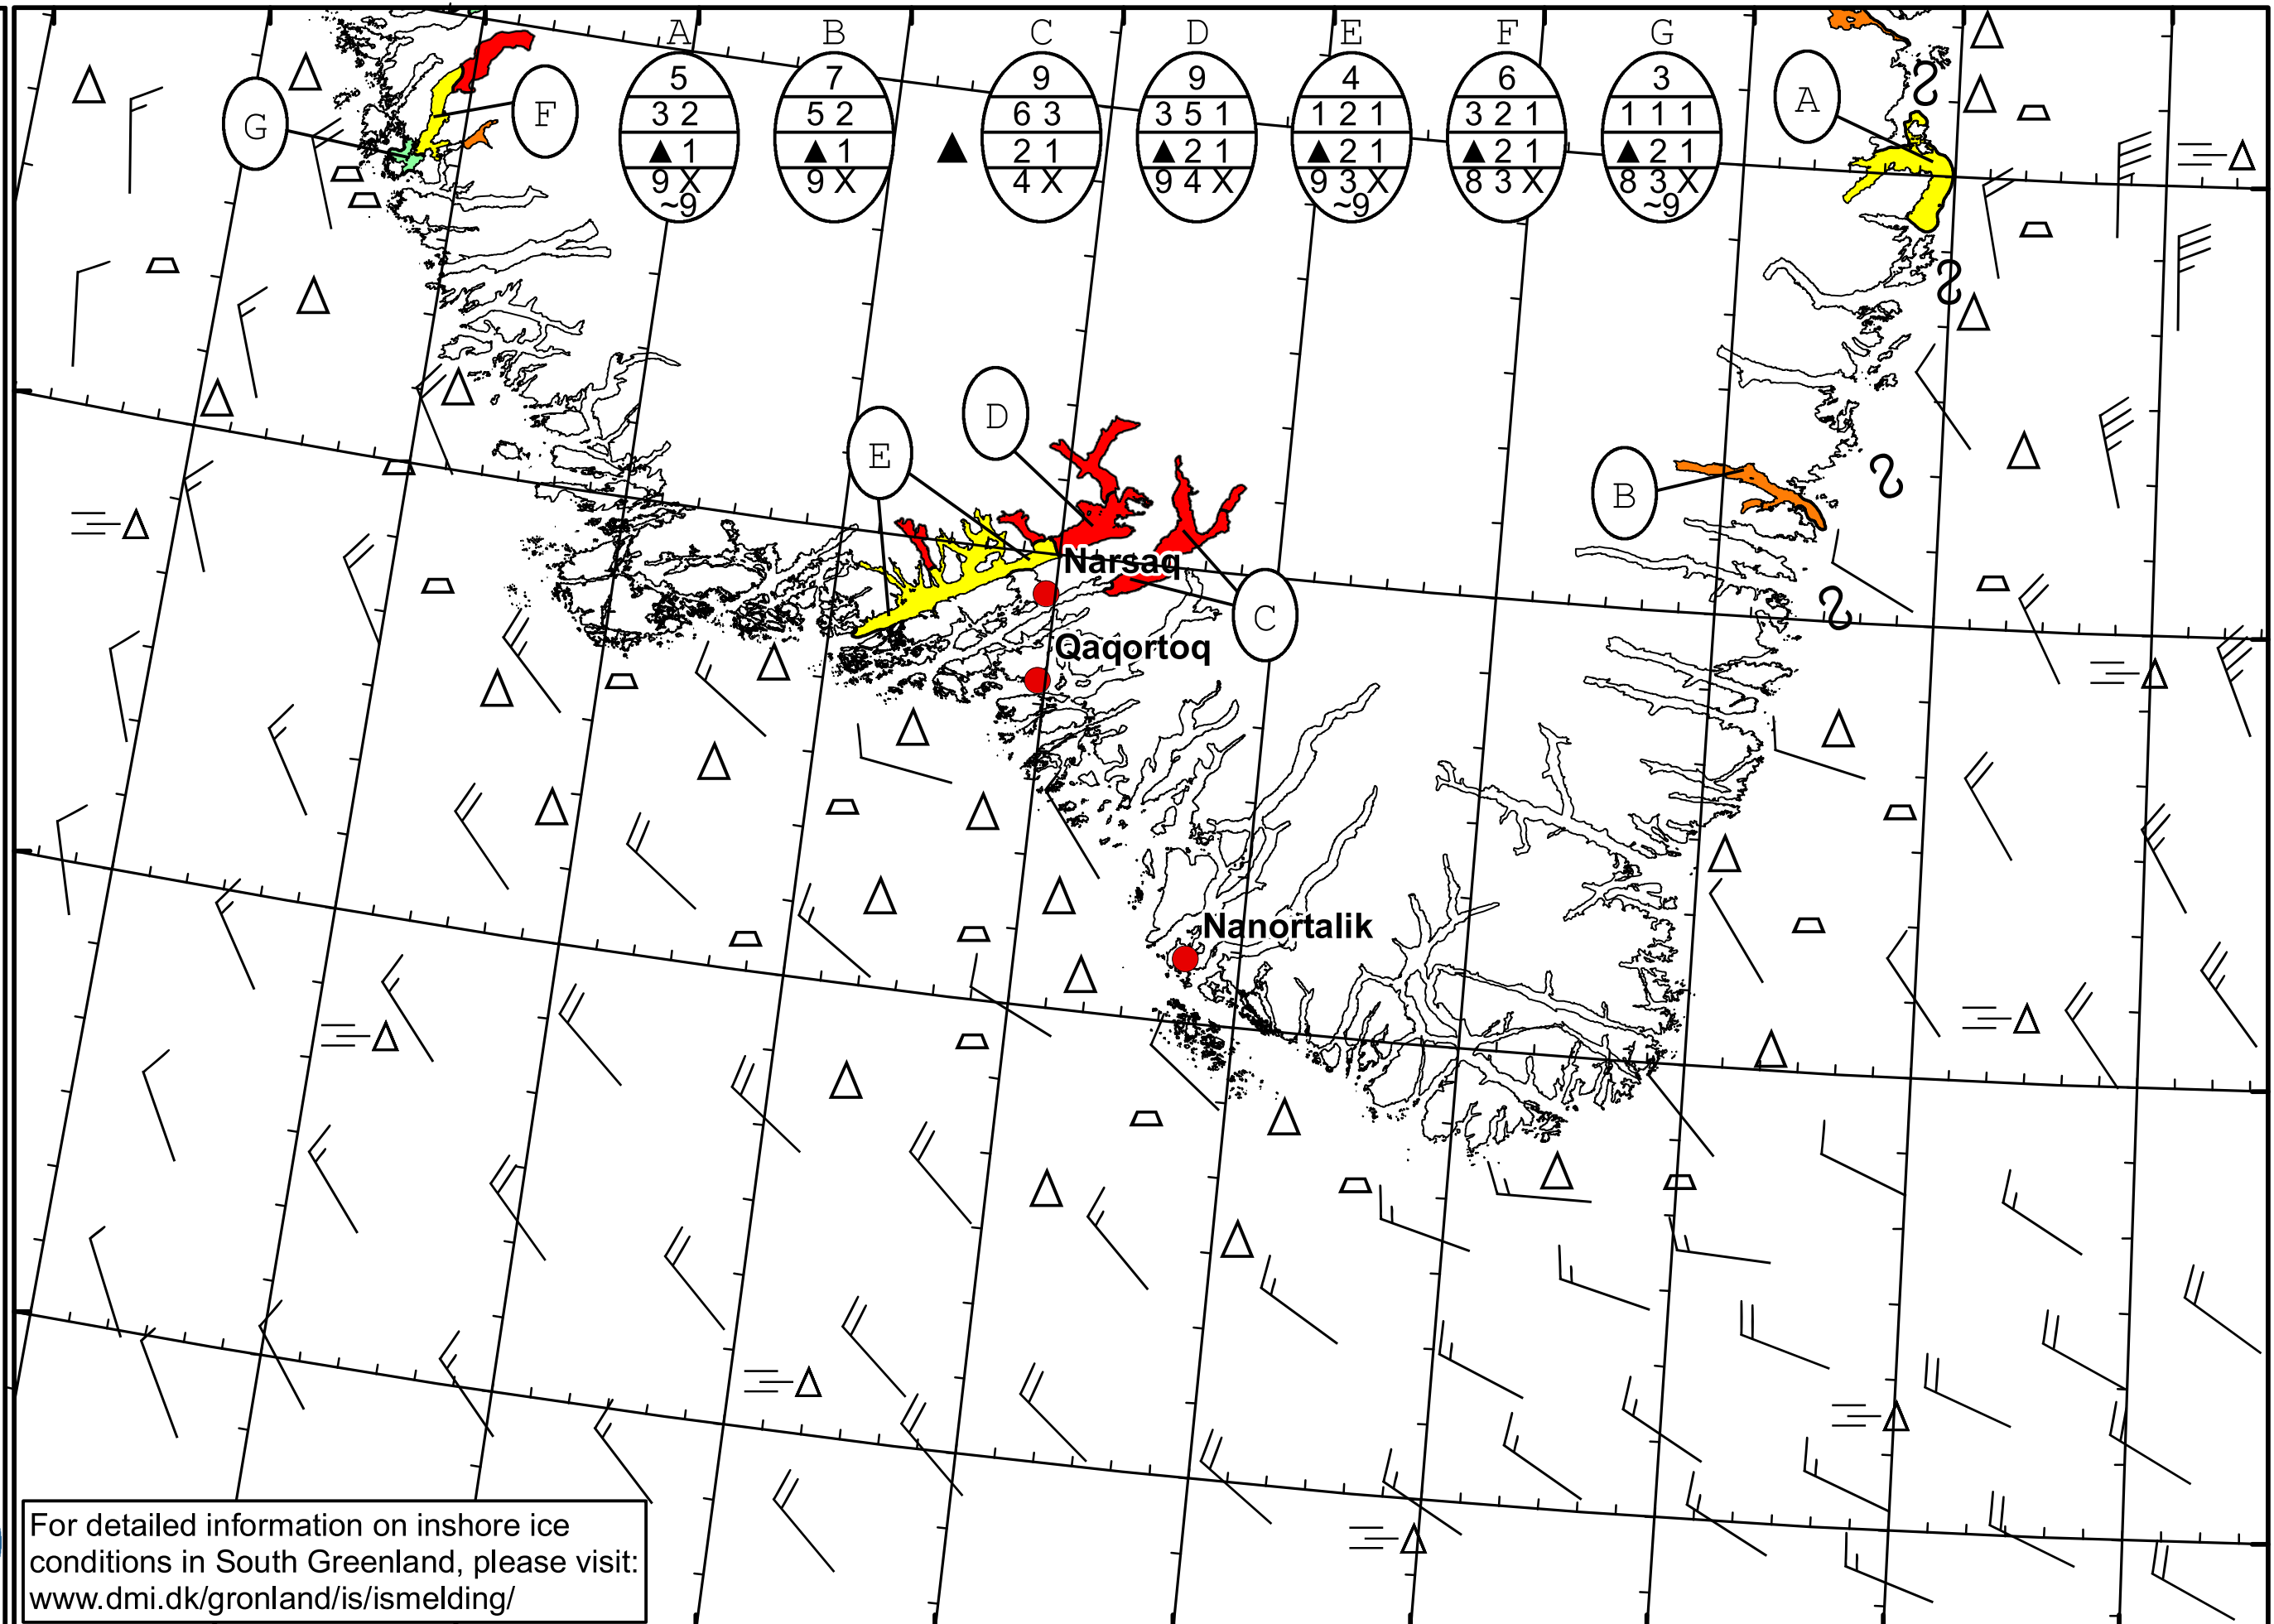 A B C D E F G
5 7 9 9 4 6 3
3 2 5 2 6 3 3 5 1 1 2 1 3 2 1 1 1 1
▲ 1 ▲ 1 ▲ 2 1 ▲ 2 1 ▲ 2 1 ▲ 2 1 ▲ 2 1
9 X 9 X 4 X 9 4 X 9 3 X 8 3 X 8 3 X
~9 ~9 ~9
G
F
A
D
E
B
C
Narsaq
Qaqortoq
Nanortalik
For detailed information on inshore ice
conditions in South Greenland, please visit:
www.dmi.dk/gronland/is/ismelding/